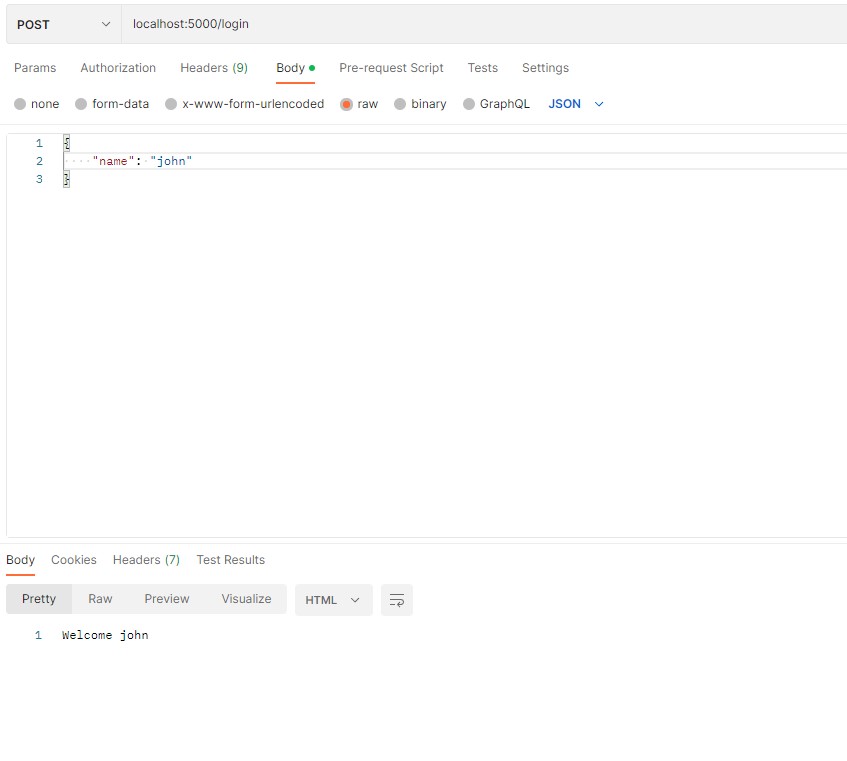 POST localhost:5000/login
Params Authorization Headers (9) Body Pre-request Script Tests Settings
none form-data x-www-form-urlencoded raw binary GraphQL JSON
1 {
2 "name": "john"
3 }
Body Cookies Headers (7) Test Results
Pretty Raw Preview Visualize HTML
1 Welcome john